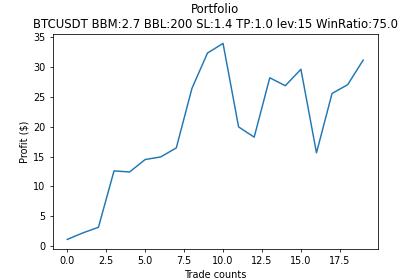 Portfolio
BTCUSDT BBM:2.7 BBL:200 SL:1.4 TP:1.0 lev:15 WinRatio:75.0
35
30
25
20
15
10
5
0
Profit ($)
0.0 2.5 5.0 7.5 10.0 12.5 15.0 17.5
Trade counts